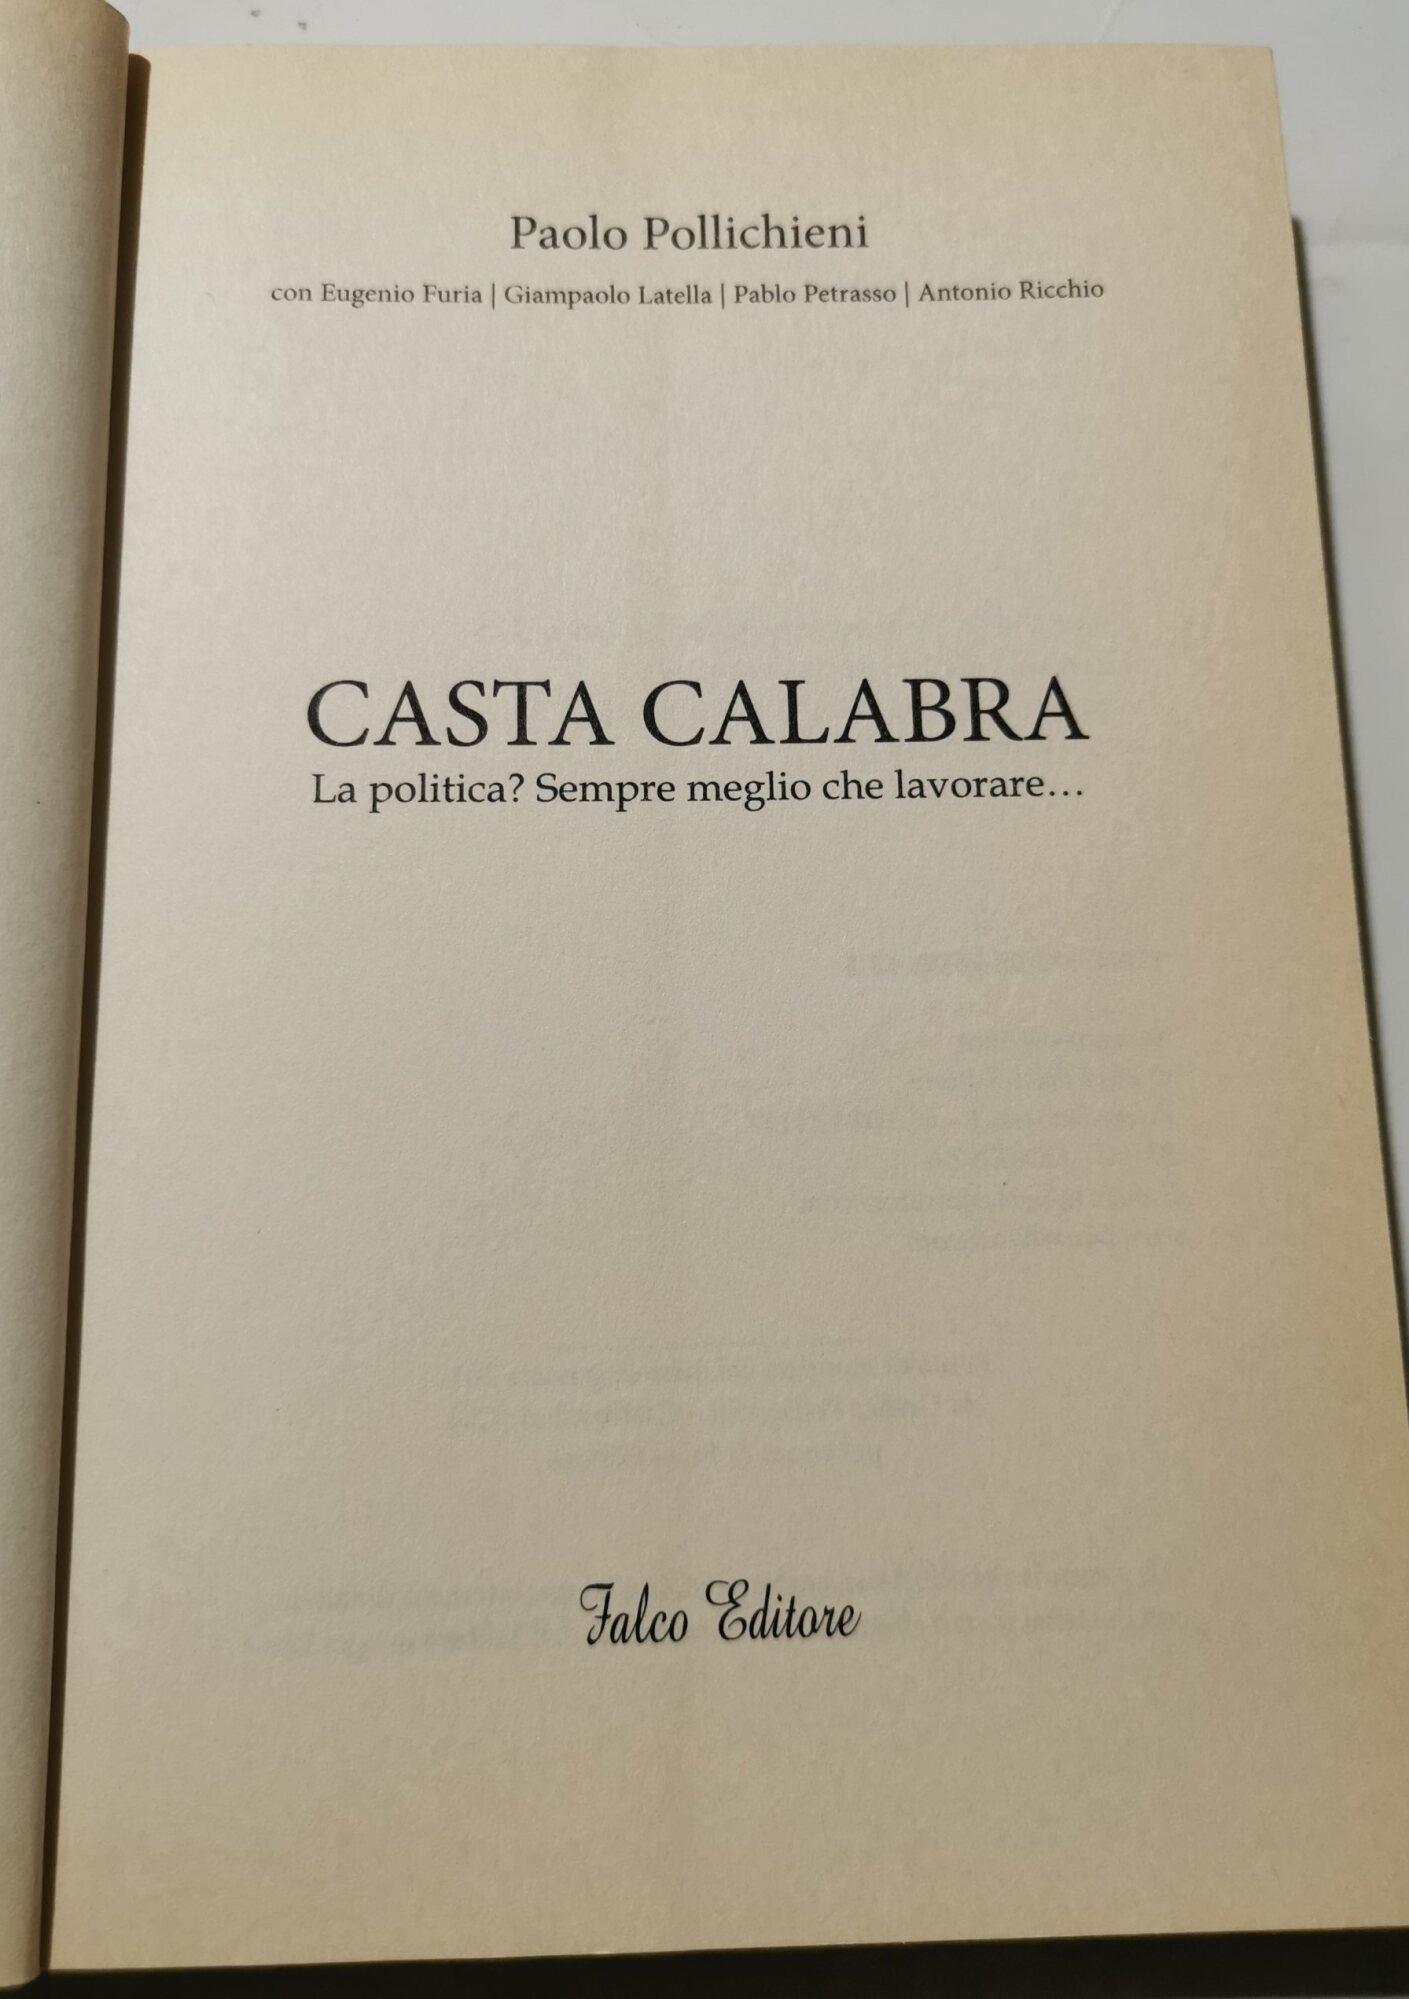 Paolo Pollichieni
con Eugenio Furia | Giampaolo Latella | Pablo Petrasso | Antonio Ricchio
CASTA CALABRA
La politica? Sempre meglio che lavorare…
Falco Editore